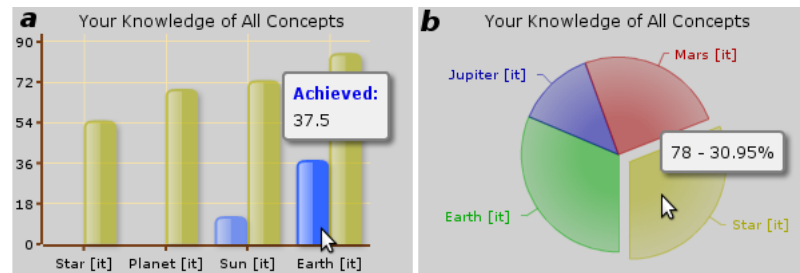 a
Your Knowledge of All Concepts
90
72
54
36
18
0
Achieved:
37.5
Star [it]
Planet [it]
Sun [it]
Earth [it]
b
Your Knowledge of All Concepts
Mars [it]
Jupiter [it]
78 - 30.95%
Earth [it]
Star [it]